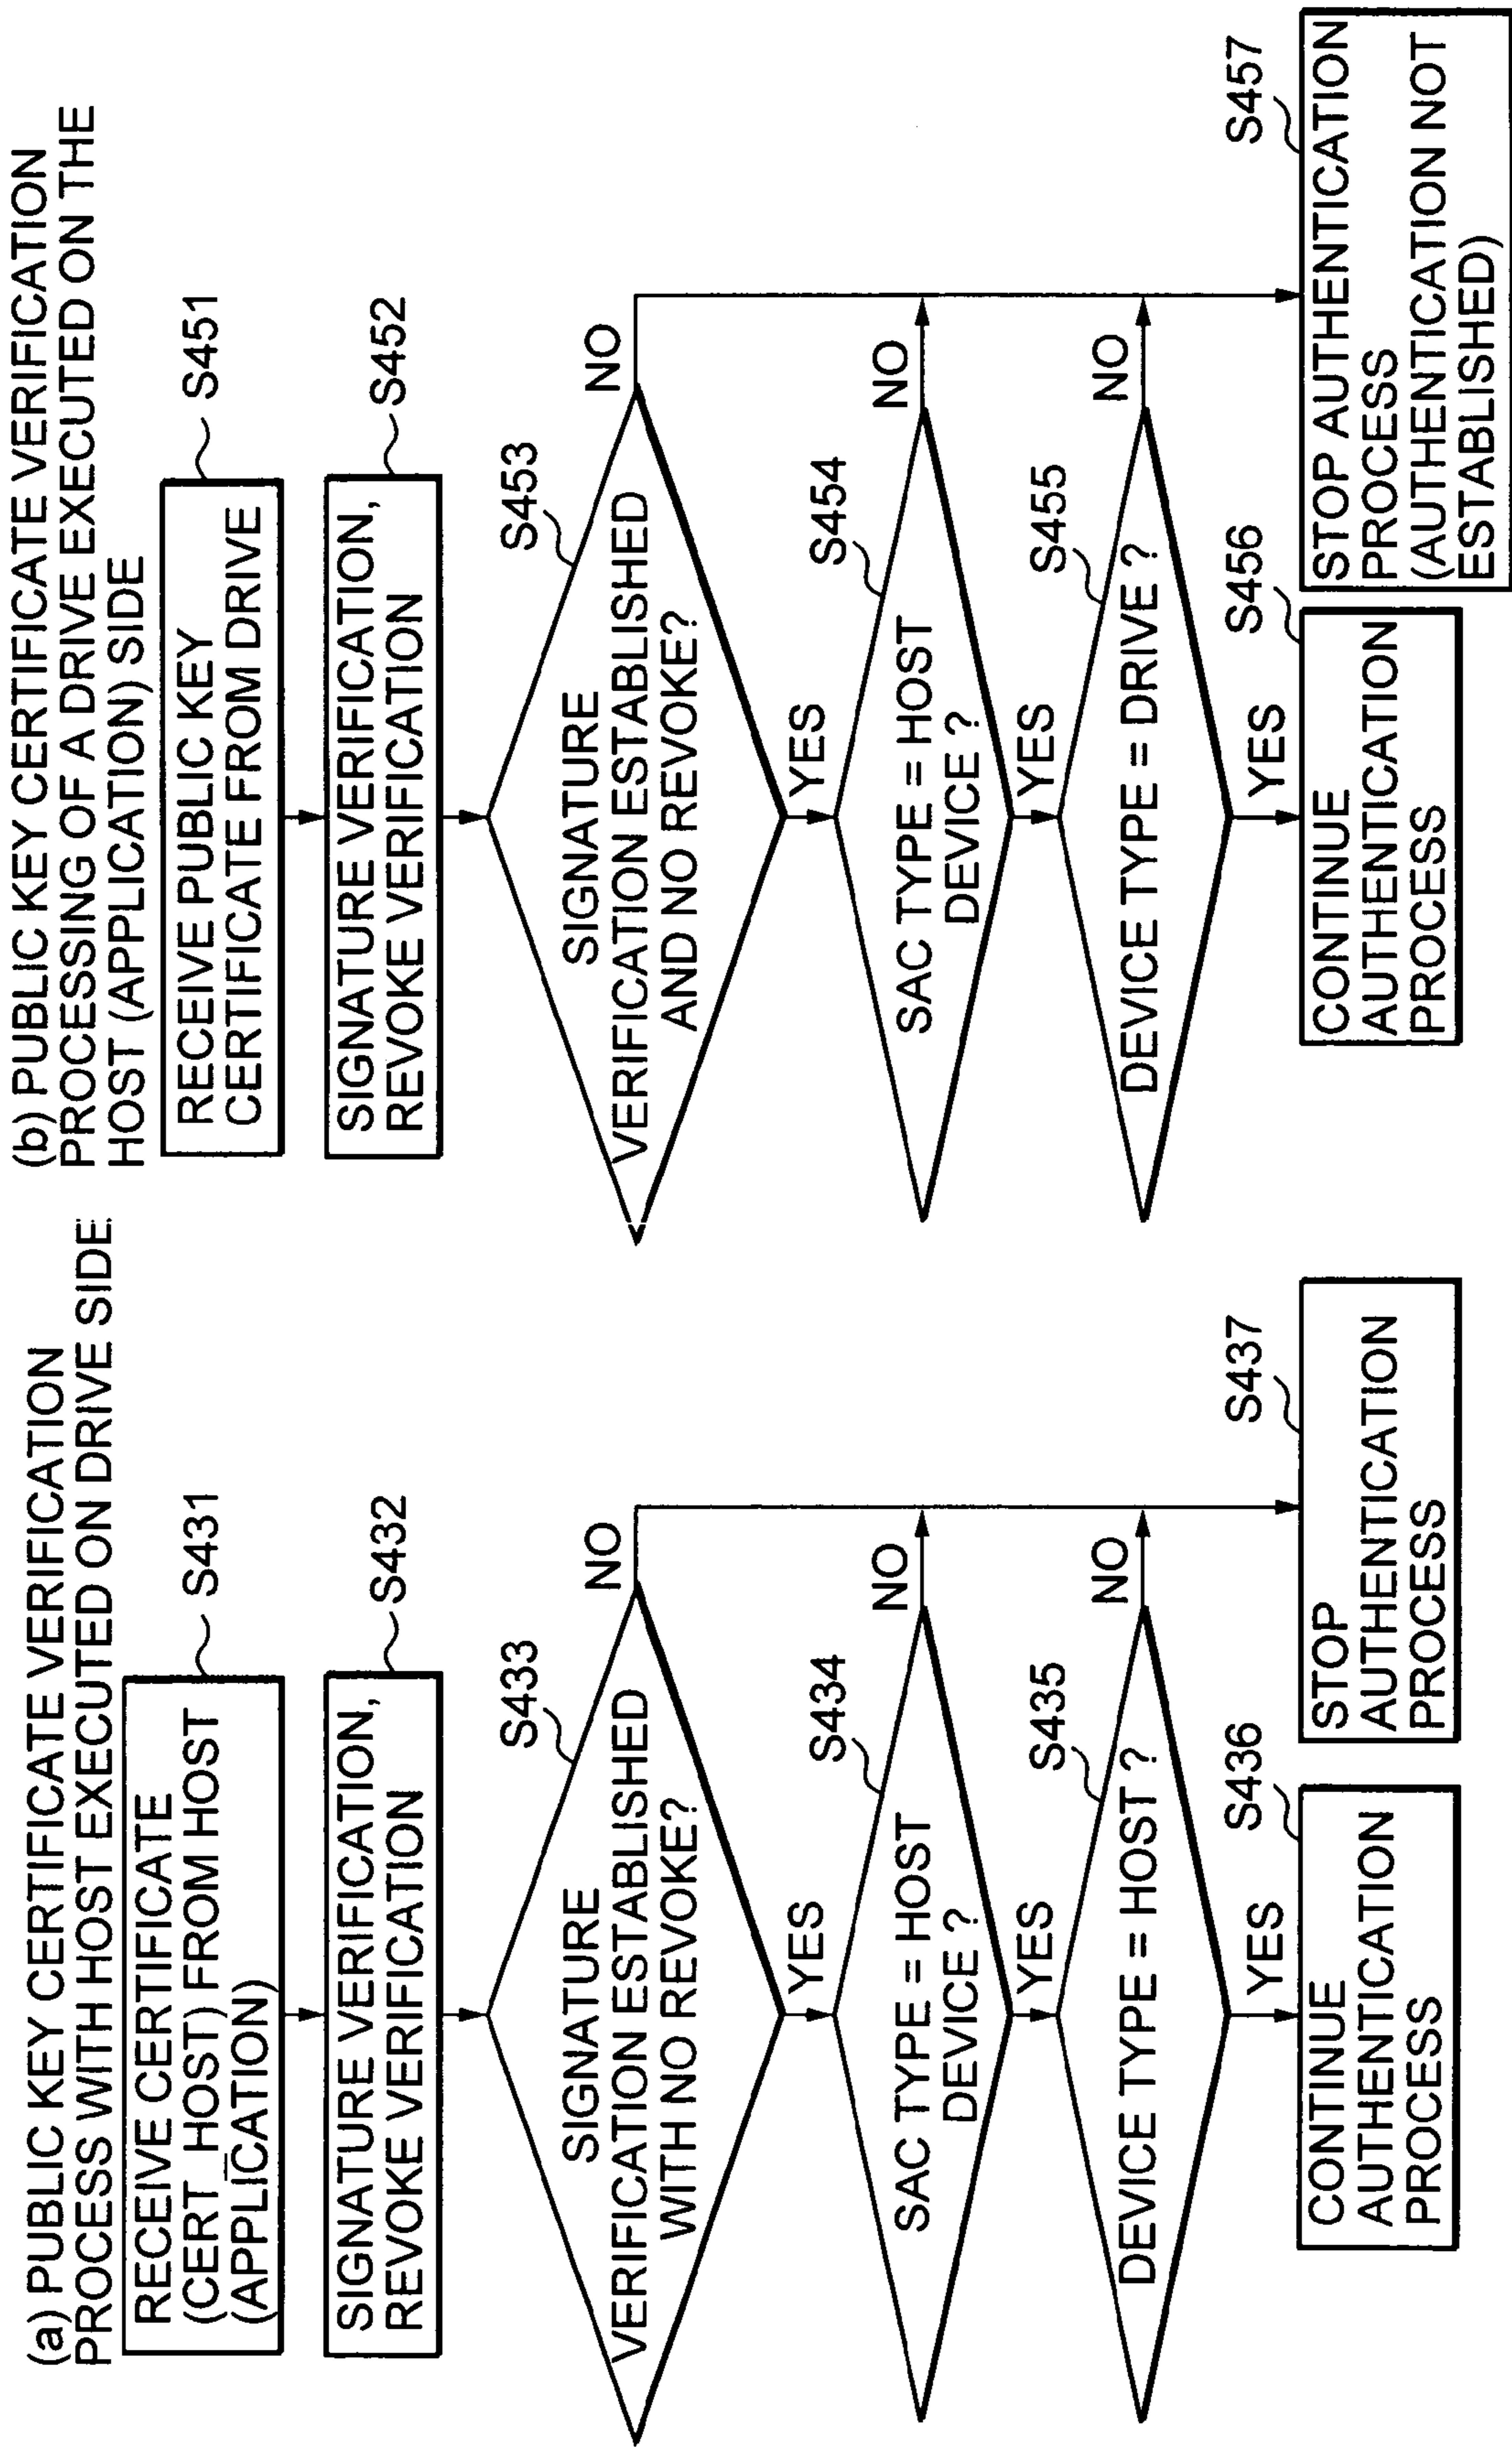 (a) PUBLIC KEY CERTIFICATE VERIFICATION
PROCESS WITH HOST EXECUTED ON DRIVE SIDE
RECEIVE CERTIFICATE
(CERT_HOST) FROM HOST
(APPLICATION)
S431
SIGNATURE VERIFICATION,
REVOKE VERIFICATION
S432
S433
SIGNATURE
VERIFICATION ESTABLISHED
WITH NO REVOKE?
NO
YES
S434
SAC TYPE = HOST
DEVICE ?
NO
YES
S435
DEVICE TYPE = HOST ?
NO
YES
S436
CONTINUE
AUTHENTICATION
PROCESS
S437
STOP
AUTHENTICATION
PROCESS
(b) PUBLIC KEY CERTIFICATE VERIFICATION
PROCESSING OF A DRIVE EXECUTED ON THE
HOST (APPLICATION) SIDE
RECEIVE PUBLIC KEY
CERTIFICATE FROM DRIVE
S451
SIGNATURE VERIFICATION,
REVOKE VERIFICATION
S452
S453
SIGNATURE
VERIFICATION ESTABLISHED
AND NO REVOKE?
NO
YES
S454
SAC TYPE = HOST
DEVICE ?
NO
YES
S455
DEVICE TYPE = DRIVE ?
NO
YES
S456
CONTINUE
AUTHENTICATION
PROCESS
S457
STOP AUTHENTICATION
PROCESS
(AUTHENTICATION NOT
ESTABLISHED)